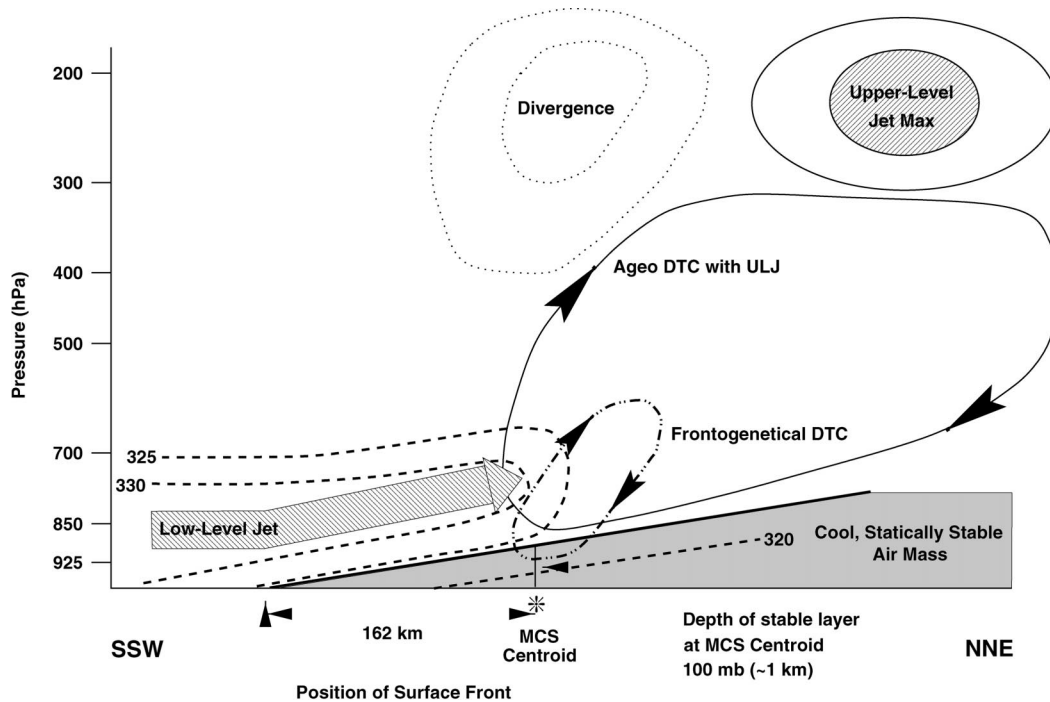 200
300
400
500
700
850
925
Pressure (hPa)
Divergence
Upper-Level
Jet Max
Ageo DTC with ULJ
Frontogenetical DTC
325
330
Low-Level Jet
Cool, Statically Stable
Air Mass
320
162 km
MCS
Centroid
Depth of stable layer
at MCS Centroid
100 mb (~1 km)
SSW
NNE
Position of Surface Front